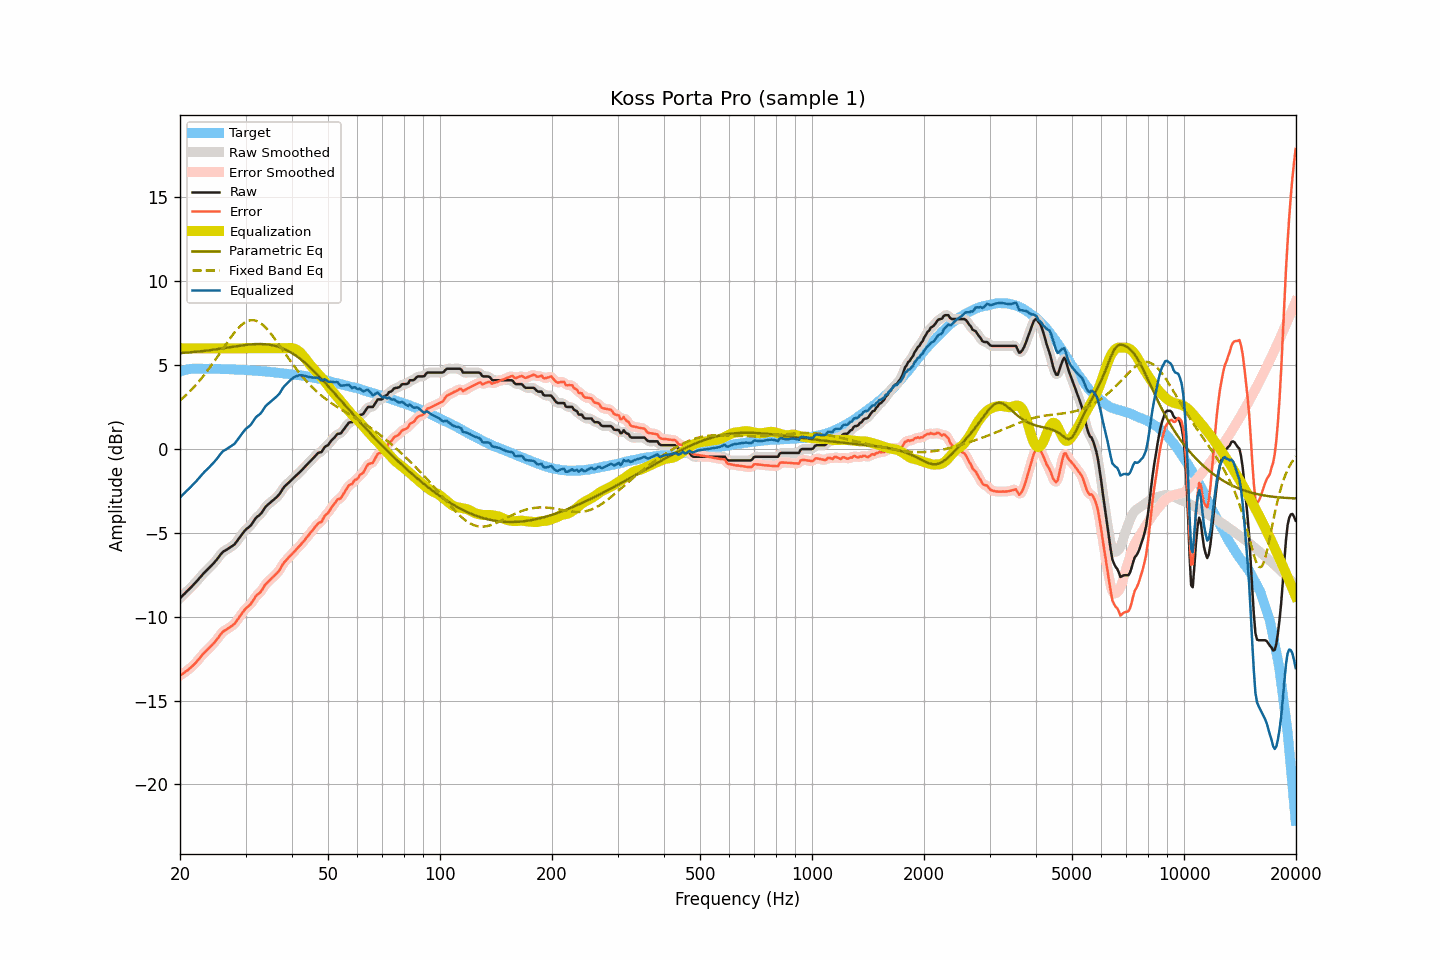 Koss Porta Pro (sample 1)
Target
Raw Smoothed
Error Smoothed
Raw
Error
Equalization
Parametric Eq
Fixed Band Eq
Equalized
15
10
5
0
−5
−10
−15
−20
Amplitude (dBr)
20 50 100 200 500 1000 2000 5000 10000 20000
Frequency (Hz)